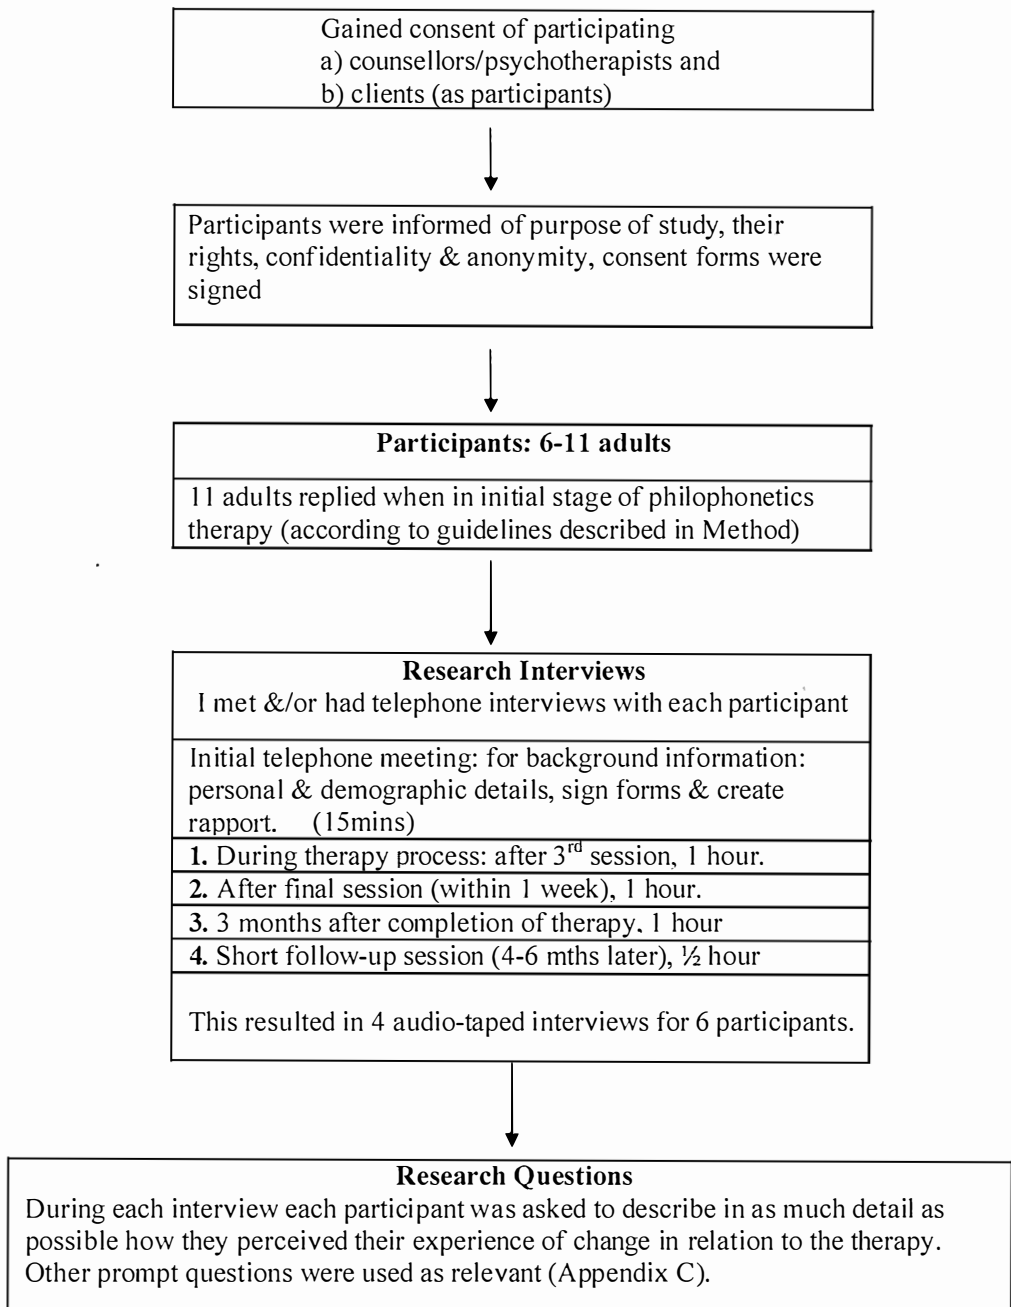 Gained consent of participating
a) counsellors/psychotherapists and
b) clients (as participants)
Participants were informed of purpose of study, their
rights, confidentiality & anonymity, consent forms were
signed
Participants: 6-11 adults
11 adults replied when in initial stage of philophonetics
therapy (according to guidelines described in Method)
Research Interviews
I met &/or had telephone interviews with each participant
Initial telephone meeting: for background information:
personal & demographic details, sign forms & create
rapport. (15mins)
1. During therapy process: after 3rd session, 1 hour.
2. After final session (within 1 week), 1 hour.
3. 3 months after completion of therapy, 1 hour
4. Short follow-up session (4-6 mths later), ½ hour
This resulted in 4 audio-taped interviews for 6 participants.
Research Questions
During each interview each participant was asked to describe in as much detail as
possible how they perceived their experience of change in relation to the therapy.
Other prompt questions were used as relevant (Appendix C).